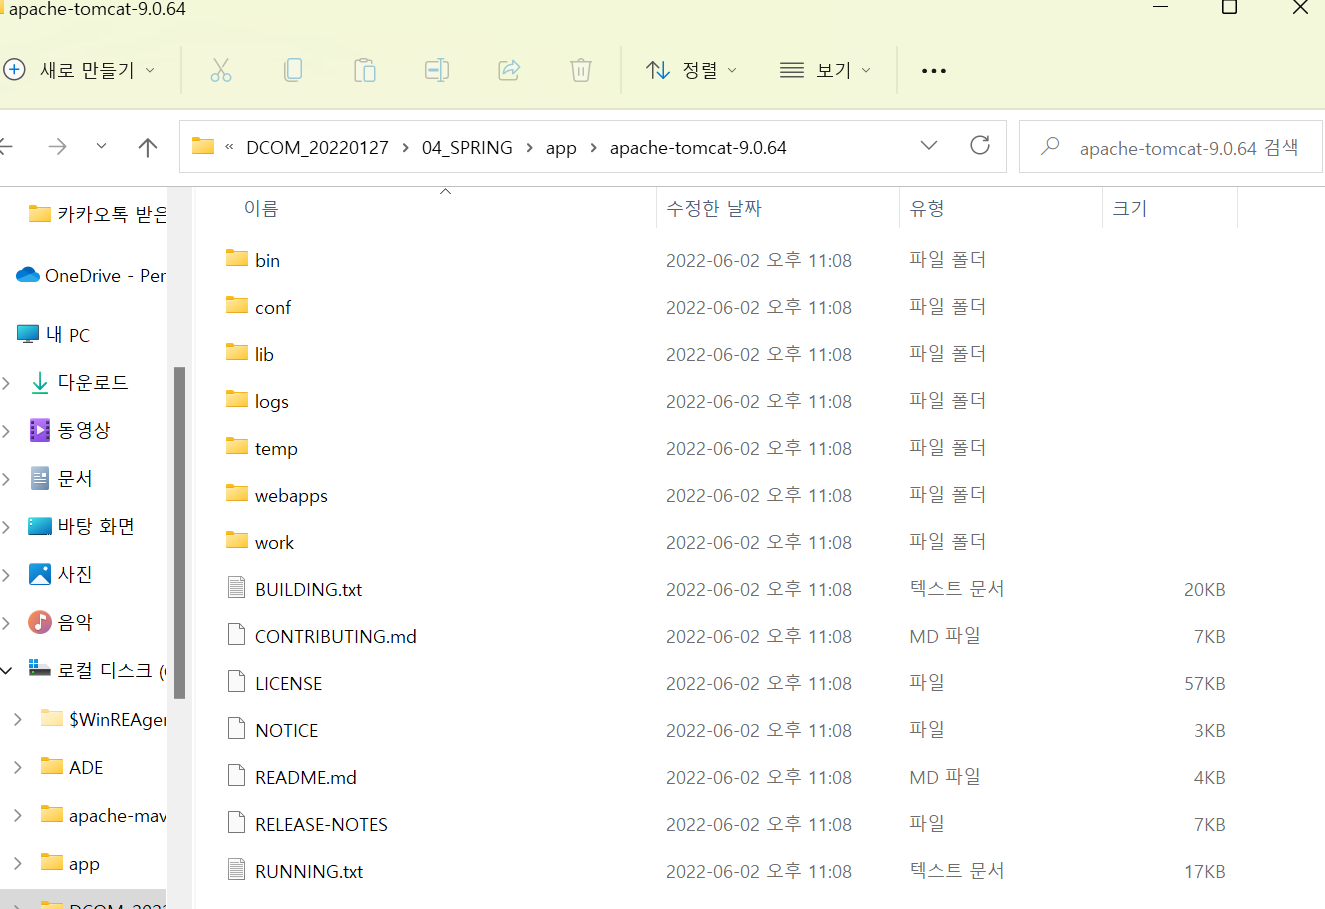 apache-tomcat-9.0.64
새로 만들기
정렬
보기
« DCOM_20220127 > 04_SPRING > app > apache-tomcat-9.0.64
apache-tomcat-9.0.64 검색
카카오톡 받은
OneDrive - Per
내 PC
다운로드
동영상
문서
바탕 화면
사진
음악
로컬 디스크 (
$WinREAger
ADE
apache-mav
app
이름 수정한 날짜 유형 크기
bin 2022-06-02 오후 11:08 파일 폴더
conf 2022-06-02 오후 11:08 파일 폴더
lib 2022-06-02 오후 11:08 파일 폴더
logs 2022-06-02 오후 11:08 파일 폴더
temp 2022-06-02 오후 11:08 파일 폴더
webapps 2022-06-02 오후 11:08 파일 폴더
work 2022-06-02 오후 11:08 파일 폴더
BUILDING.txt 2022-06-02 오후 11:08 텍스트 문서 20KB
CONTRIBUTING.md 2022-06-02 오후 11:08 MD 파일 7KB
LICENSE 2022-06-02 오후 11:08 파일 57KB
NOTICE 2022-06-02 오후 11:08 파일 3KB
README.md 2022-06-02 오후 11:08 MD 파일 4KB
RELEASE-NOTES 2022-06-02 오후 11:08 파일 7KB
RUNNING.txt 2022-06-02 오후 11:08 텍스트 문서 17KB